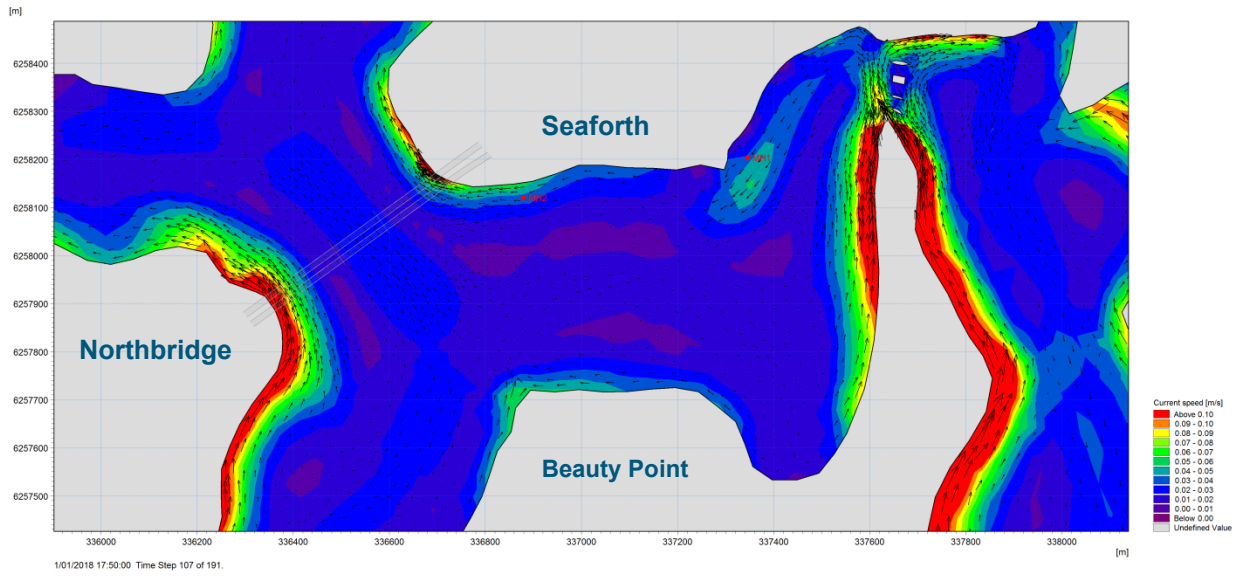 [m]
6258400
6258300
6258200
6258100
6258000
6257900
6257800
6257700
6257600
6257500
Seaforth
Northbridge
Beauty Point
336000
336200
336400
336600
336800
337000
337200
337400
337600
337800
338000
[m]
1/01/2018 17:50:00 Time Step 107 of 191.
Current speed [m/s]
Above 0.10
0.09 - 0.10
0.08 - 0.09
0.07 - 0.08
0.06 - 0.07
0.05 - 0.06
0.04 - 0.05
0.03 - 0.04
0.02 - 0.03
0.01 - 0.02
0.00 - 0.01
Below 0.00
Undefined Value